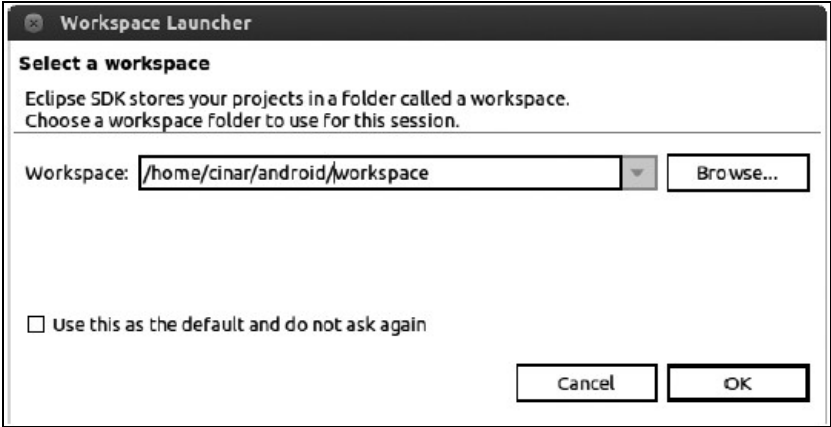 Workspace Launcher
Select a workspace
Eclipse SDK stores your projects in a folder called a workspace.
Choose a workspace folder to use for this session.
Workspace: /home/cinar/android/workspace Browse...
Use this as the default and do not ask again
Cancel OK